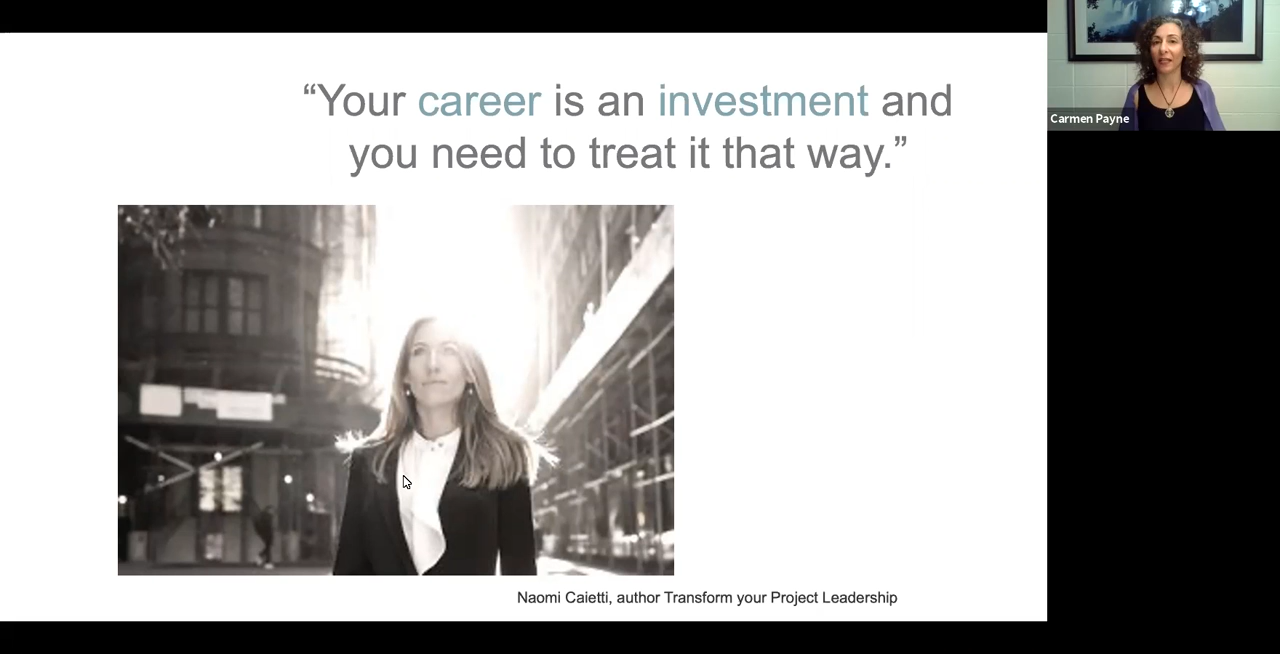 “Your career is an investment and
you need to treat it that way.”
Carmen Payne
Naomi Caietti, author Transform your Project Leadership